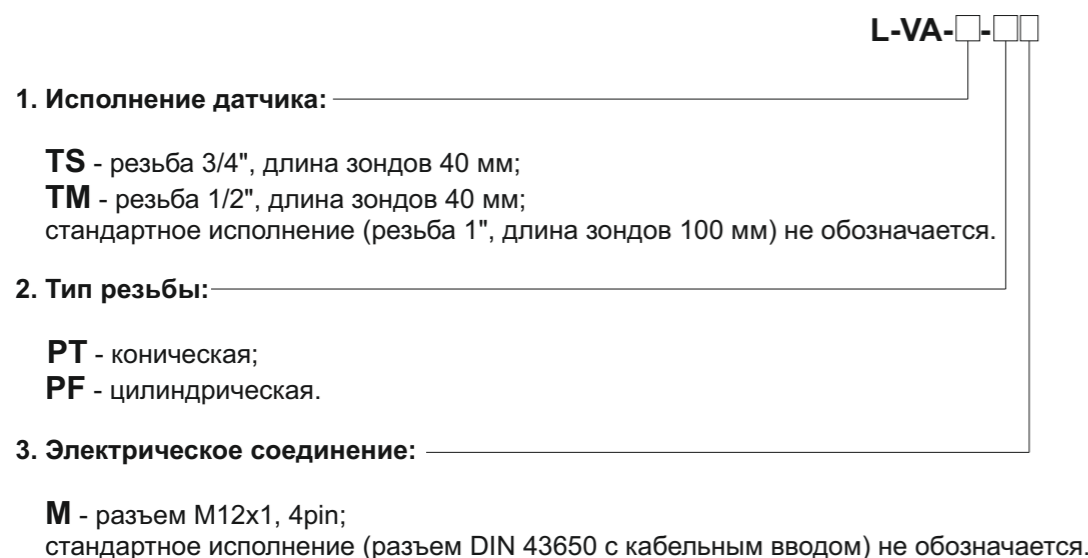 L-VA-□-□□
1. Исполнение датчика:
TS - резьба 3/4", длина зондов 40 мм;
TM - резьба 1/2", длина зондов 40 мм;
стандартное исполнение (резьба 1", длина зондов 100 мм) не обозначается.
2. Тип резьбы:
PT - коническая;
PF - цилиндрическая.
3. Электрическое соединение:
M - разъем M12x1, 4pin;
стандартное исполнение (разъем DIN 43650 с кабельным вводом) не обозначается.